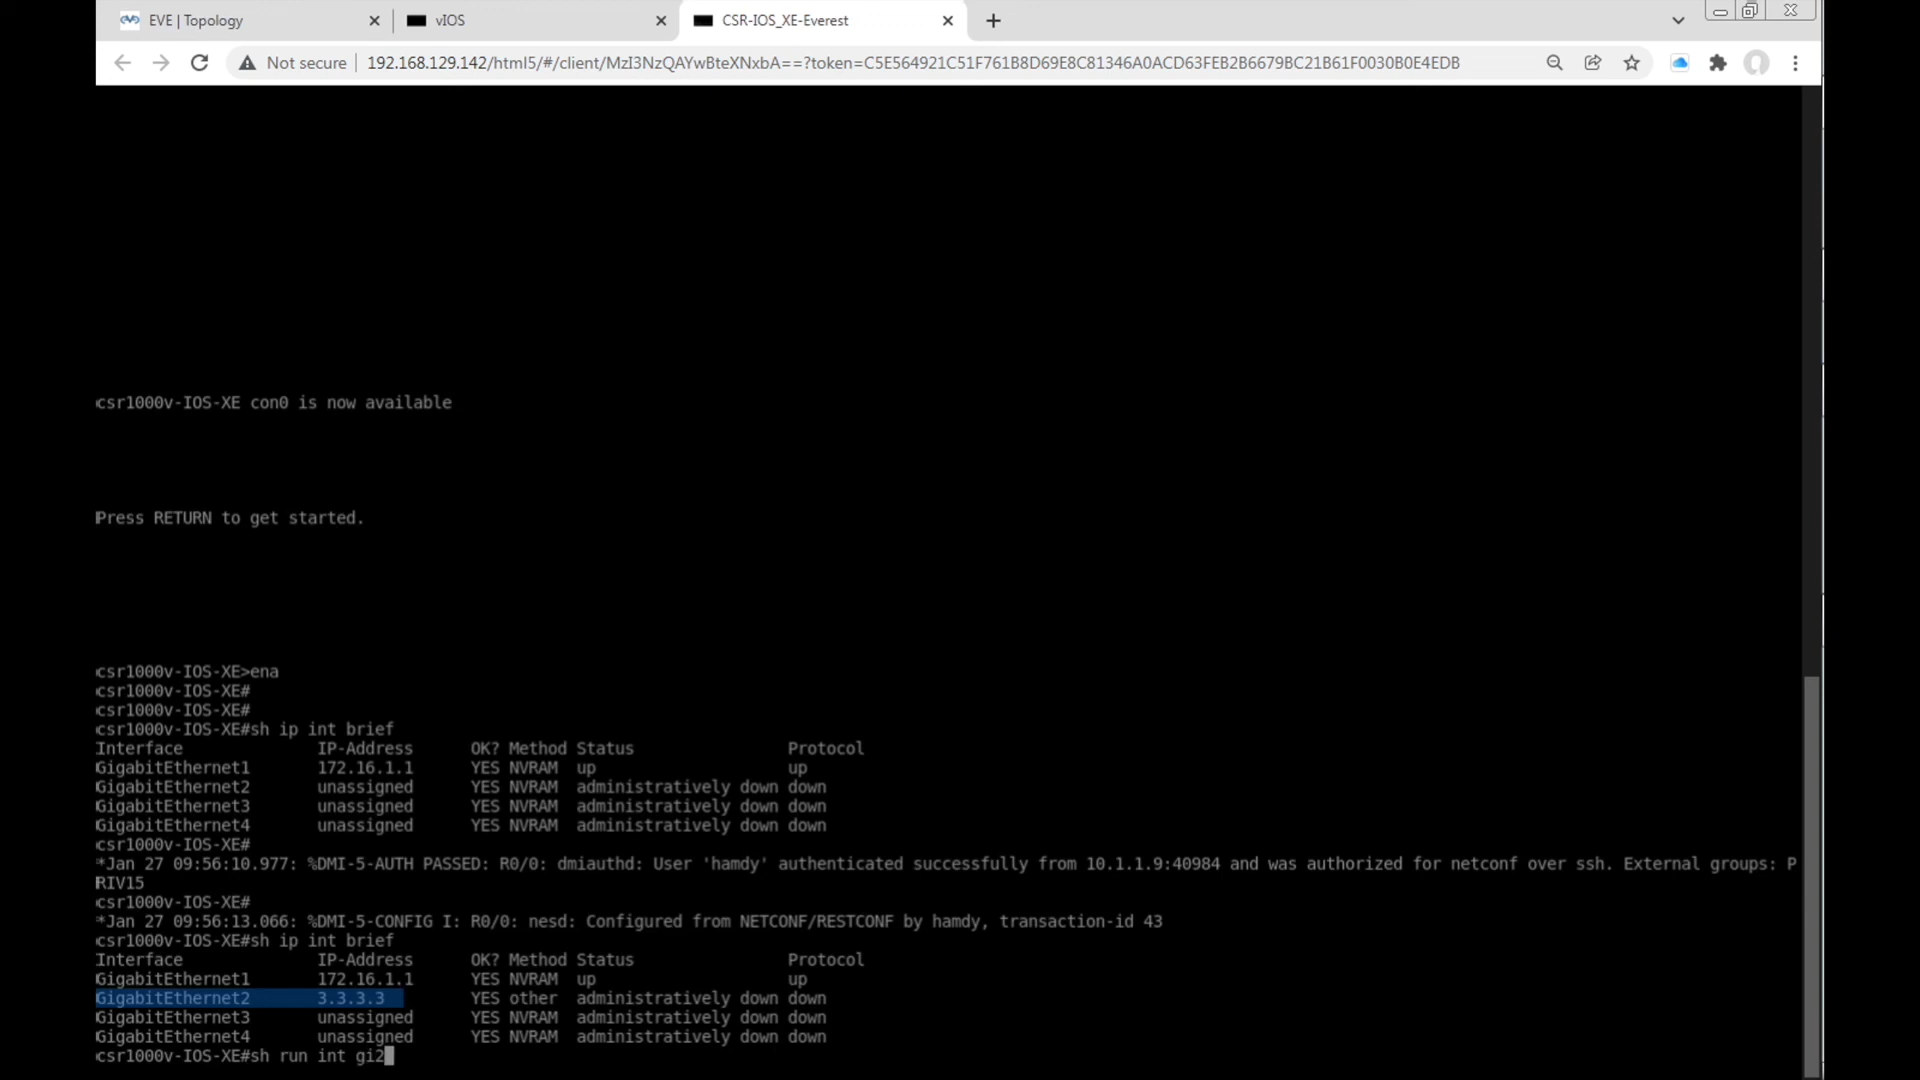 EVE | Topology
vIOS
CSR-IOS_XE-Everest
Not secure
192.168.129.142/html5/#/client/MzI3NzQAYwBteXNxbA==?token=C5E564921C51F761B8D69E8C81346A0ACD63FEB2B6679BC21B61F0030B0E4EDB
csr1000v-IOS-XE con0 is now available
Press RETURN to get started.
csr1000v-IOS-XE>ena
csr1000v-IOS-XE#
csr1000v-IOS-XE#
csr1000v-IOS-XE#sh ip int brief
Interface IP-Address OK? Method Status Protocol
GigabitEthernet1 172.16.1.1 YES NVRAM up up
GigabitEthernet2 unassigned YES NVRAM administratively down down
GigabitEthernet3 unassigned YES NVRAM administratively down down
GigabitEthernet4 unassigned YES NVRAM administratively down down
csr1000v-IOS-XE#
*Jan 27 09:56:10.977: %DMI-5-AUTH PASSED: R0/0: dmiauthd: User 'hamdy' authenticated successfully from 10.1.1.9:40984 and was authorized for netconf over ssh. External groups: P
RIV15
csr1000v-IOS-XE#
*Jan 27 09:56:13.066: %DMI-5-CONFIG I: R0/0: nesd: Configured from NETCONF/RESTCONF by hamdy, transaction-id 43
csr1000v-IOS-XE#sh ip int brief
Interface IP-Address OK? Method Status Protocol
GigabitEthernet1 172.16.1.1 YES NVRAM up up
GigabitEthernet2 3.3.3.3 YES other administratively down down
GigabitEthernet3 unassigned YES NVRAM administratively down down
GigabitEthernet4 unassigned YES NVRAM administratively down down
csr1000v-IOS-XE#sh run int gi2